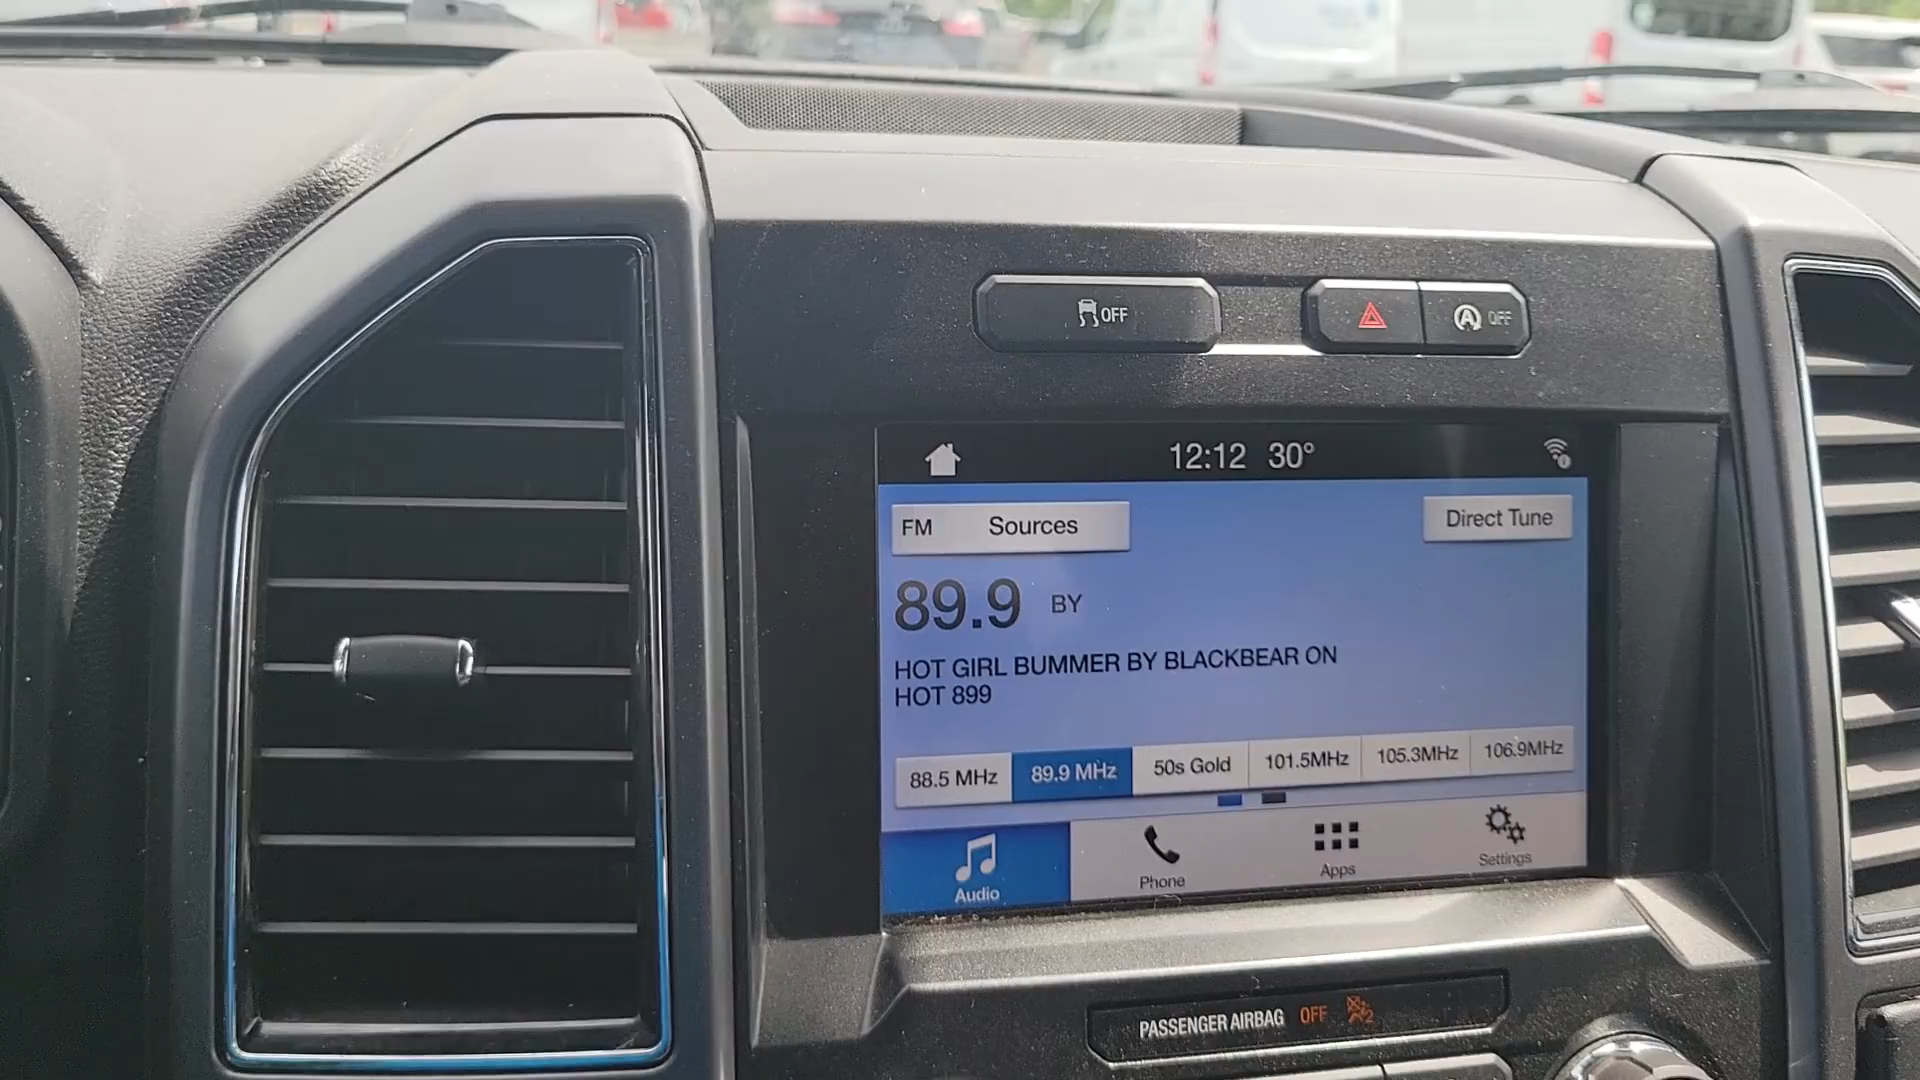 OFF
OFF
12:12 30°
FM Sources
Direct Tune
89.9 BY
HOT GIRL BUMMER BY BLACKBEAR ON
HOT 899
88.5 MHz 89.9 MHz 50s Gold 101.5MHz 105.3MHz 106.9MHz
Audio Phone Apps Settings
PASSENGER AIRBAG OFF 2